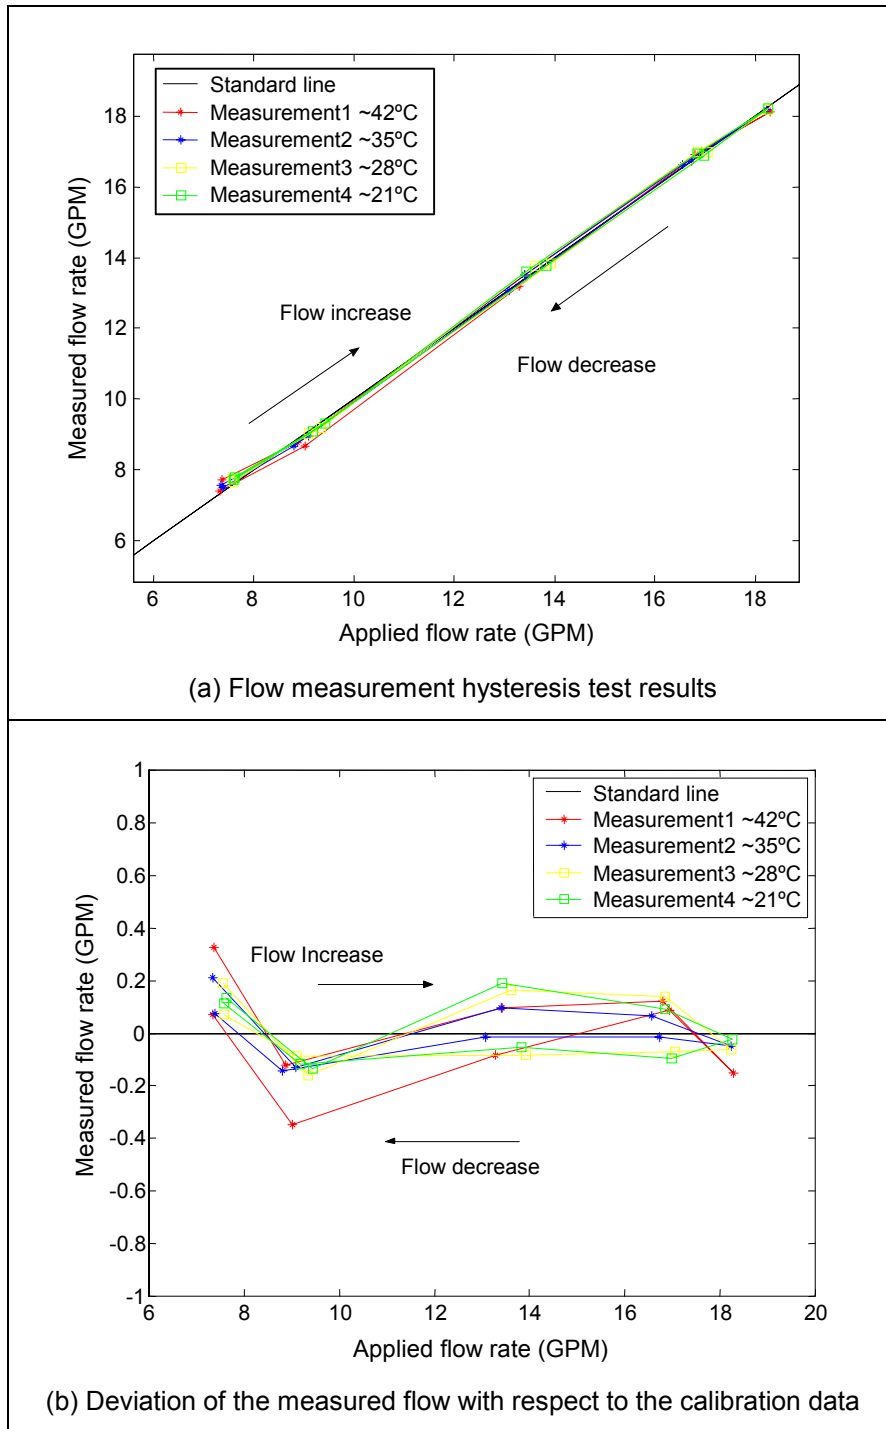 Standard line
Measurement1 ~42ºC
Measurement2 ~35ºC
Measurement3 ~28ºC
Measurement4 ~21ºC
18
16
14
12
10
8
6
Measured flow rate (GPM)
Flow increase
Flow decrease
6 8 10 12 14 16 18
Applied flow rate (GPM)
(a) Flow measurement hysteresis test results
1
0.8
0.6
0.4
0.2
0
-0.2
-0.4
-0.6
-0.8
-1
Measured flow rate (GPM)
Standard line
Measurement1 ~42ºC
Measurement2 ~35ºC
Measurement3 ~28ºC
Measurement4 ~21ºC
Flow Increase
Flow decrease
6 8 10 12 14 16 18 20
Applied flow rate (GPM)
(b) Deviation of the measured flow with respect to the calibration data